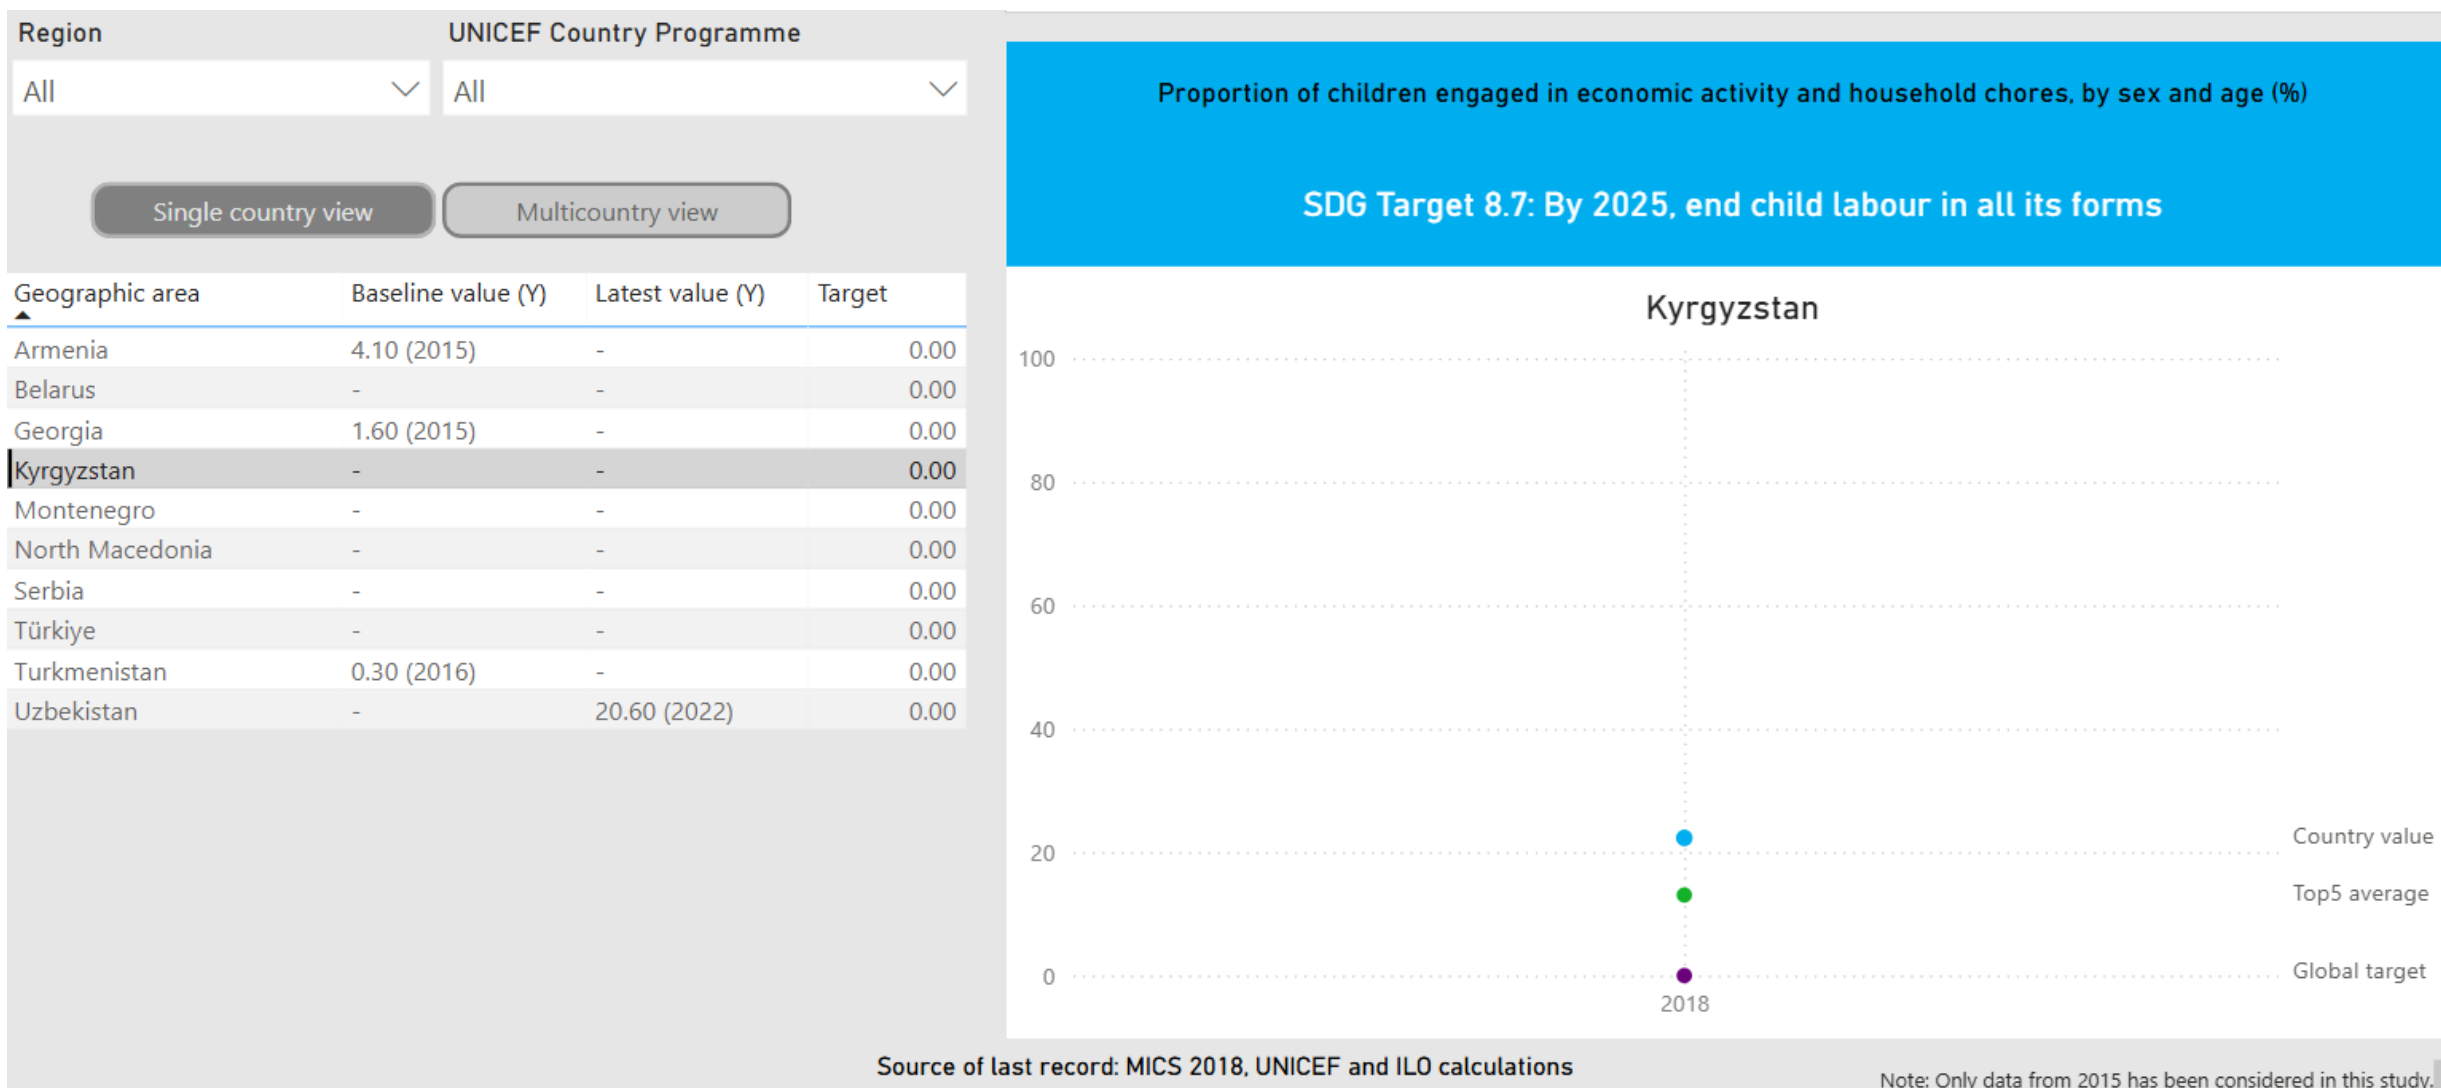 Region UNICEF Country Programme
All All
Single country view Multicountry view
Geographic area Baseline value (Y) Latest value (Y) Target
Armenia 4.10 (2015) - 0.00
Belarus - - 0.00
Georgia 1.60 (2015) - 0.00
Kyrgyzstan - - 0.00
Montenegro - - 0.00
North Macedonia - - 0.00
Serbia - - 0.00
Türkiye - - 0.00
Turkmenistan 0.30 (2016) - 0.00
Uzbekistan - 20.60 (2022) 0.00
Proportion of children engaged in economic activity and household chores, by sex and age (%)
SDG Target 8.7: By 2025, end child labour in all its forms
Kyrgyzstan
100
80
60
40
20
0
Country value
Top5 average
Global target
2018
Source of last record: MICS 2018, UNICEF and ILO calculations
Note: Only data from 2015 has been considered in this study.